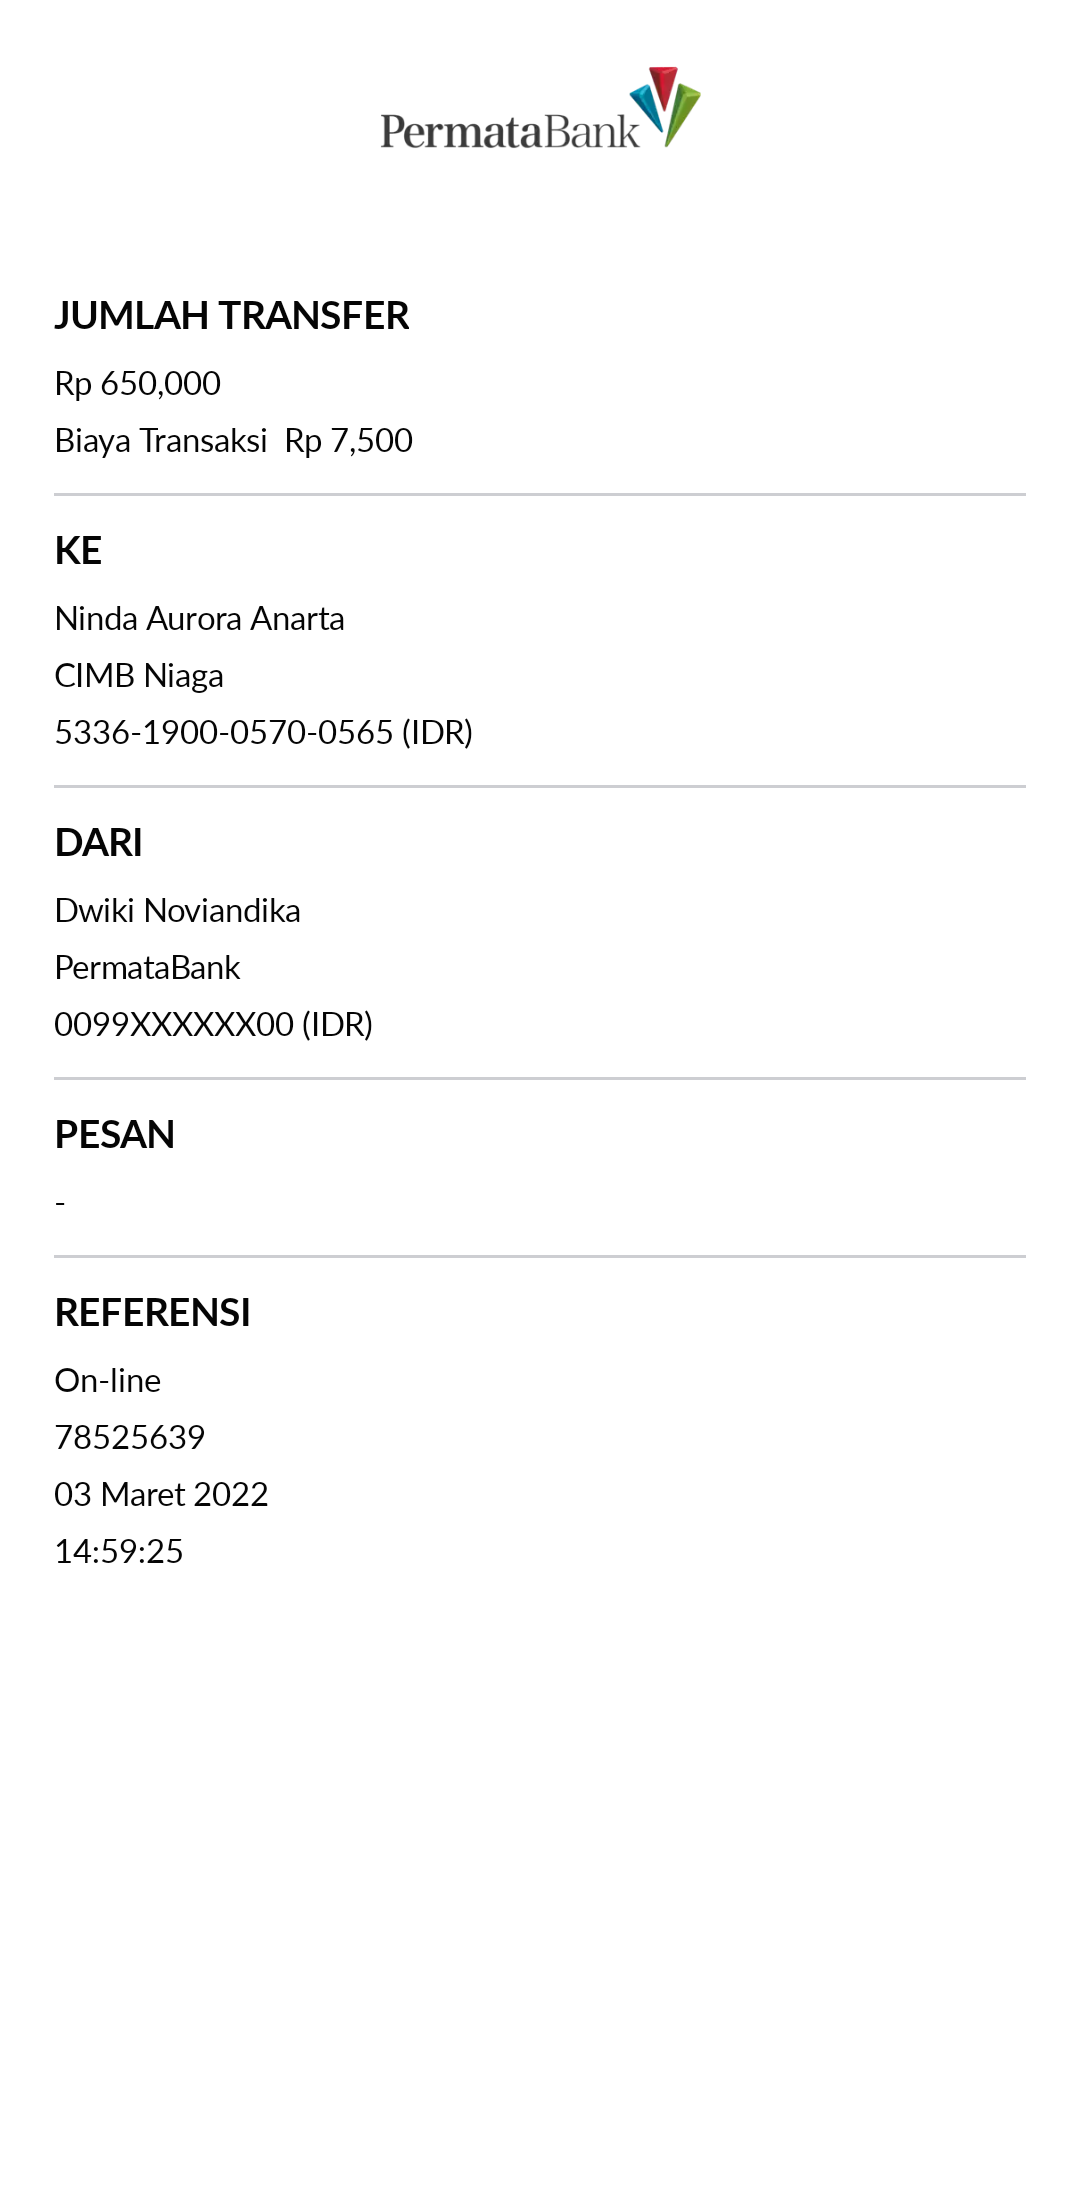 PermataBank
JUMLAH TRANSFER
Rp 650,000
Biaya Transaksi  Rp 7,500
KE
Ninda Aurora Anarta
CIMB Niaga
5336-1900-0570-0565 (IDR)
DARI
Dwiki Noviandika
PermataBank
0099XXXXXX00 (IDR)
PESAN
-
REFERENSI
On-line
78525639
03 Maret 2022
14:59:25